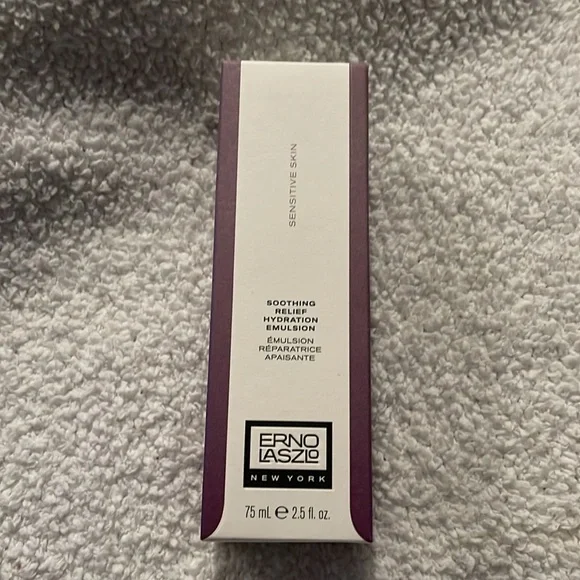 SENSITIVE SKIN
SOOTHING
RELIEF
HYDRATION
EMULSION
ÉMULSION
RÉPARATRICE
APAISANTE
ERNO
LASZLO
NEW YORK
75 mL ℮ 2.5 fl. oz.